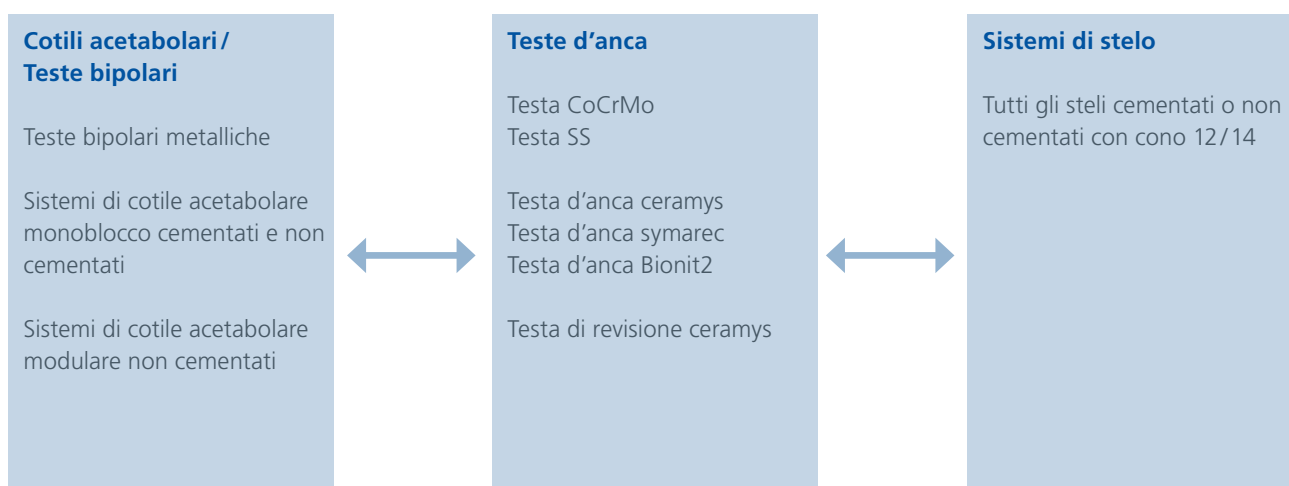 Cotili acetabolari/
Teste bipolari
Teste bipolari metalliche
Sistemi di cotile acetabolare
monoblocco cementati e non
cementati
Sistemi di cotile acetabolare
modulare non cementati
Teste d’anca
Testa CoCrMo
Testa SS
Testa d’anca ceramys
Testa d’anca symarec
Testa d’anca Bionit2
Testa di revisione ceramys
Sistemi di stelo
Tutti gli steli cementati o non
cementati con cono 12/14